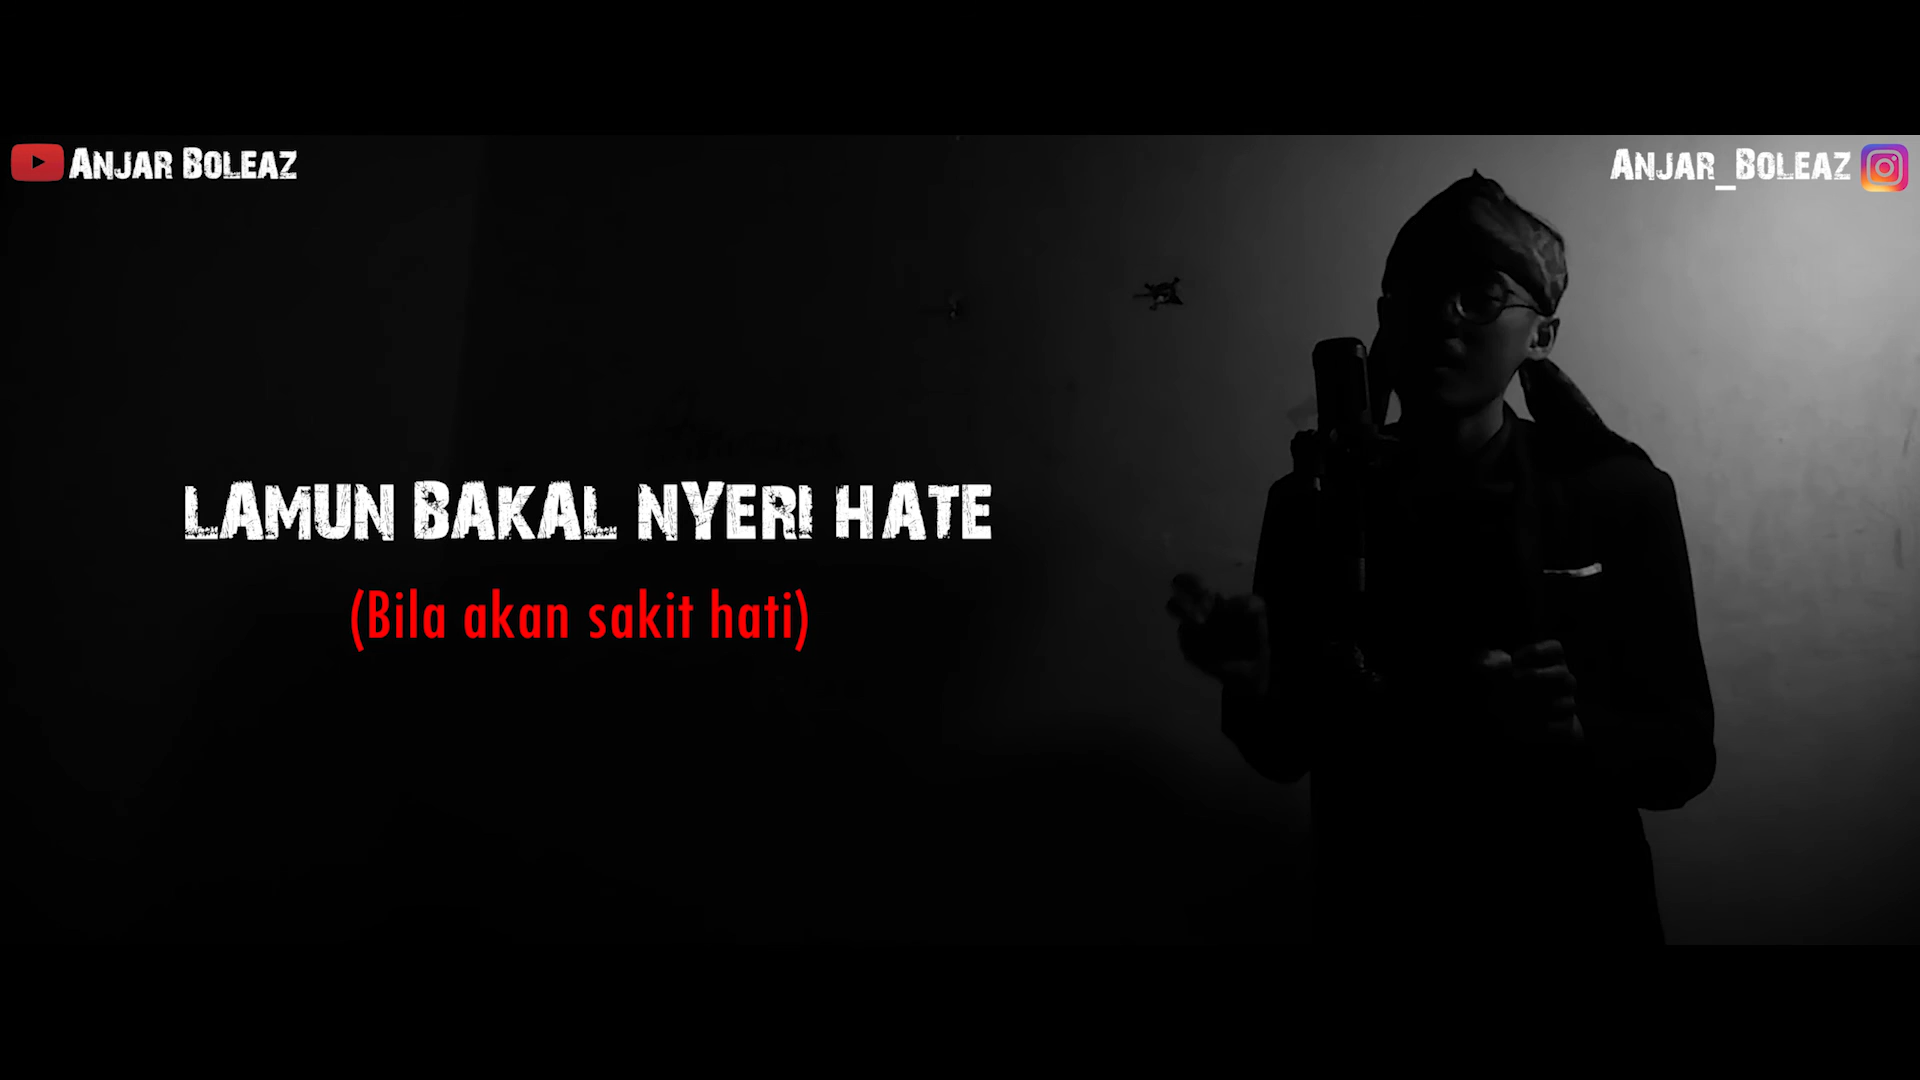 Anjar Boleaz
Anjar_Boleaz
LAMUN BAKAL NYERI HATE
(Bila akan sakit hati)